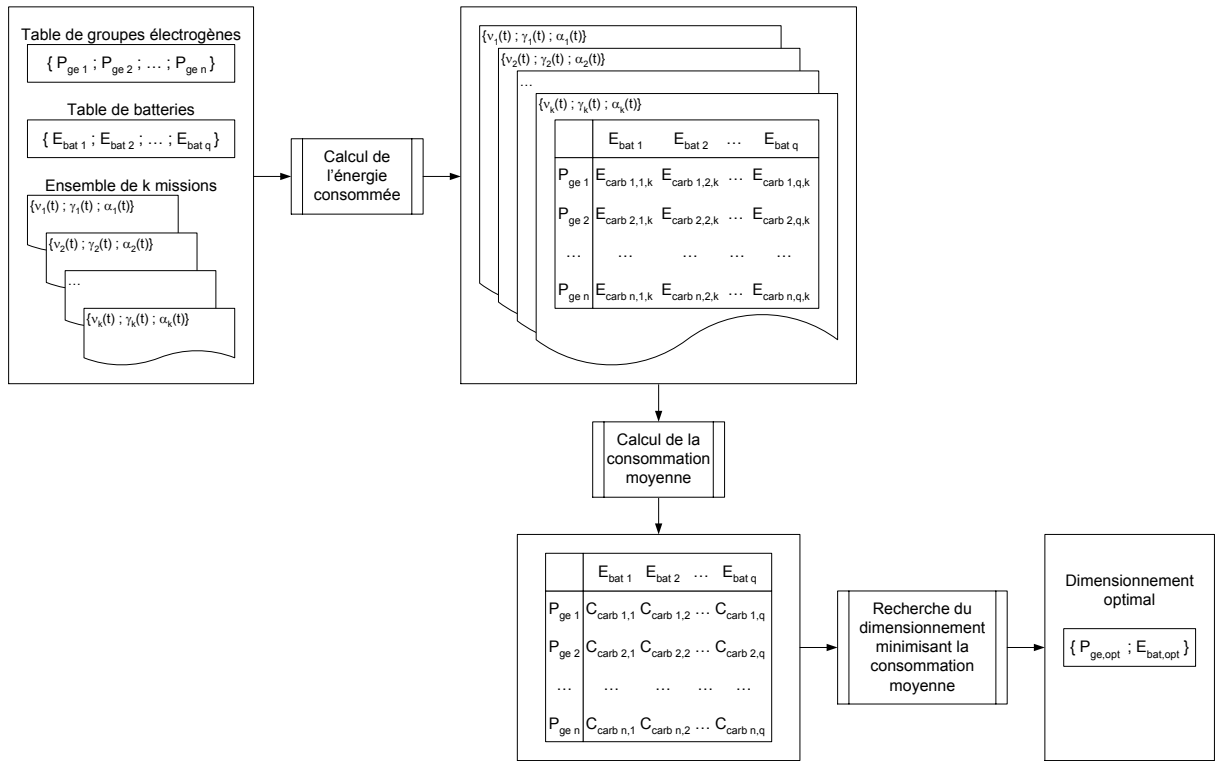 Table de groupes électrogènes
{ P_ge 1 ; P_ge 2 ; … ; P_ge n }
Table de batteries
{ E_bat 1 ; E_bat 2 ; … ; E_bat q }
Ensemble de k missions
{ν₁(t) ; γ₁(t) ; α₁(t)}
{ν₂(t) ; γ₂(t) ; α₂(t)}
…
{νₖ(t) ; γₖ(t) ; αₖ(t)}
Calcul de
l'énergie
consommée
{ν₁(t) ; γ₁(t) ; α₁(t)}
{ν₂(t) ; γ₂(t) ; α₂(t)}
…
{νₖ(t) ; γₖ(t) ; αₖ(t)}
E_bat 1 E_bat 2 … E_bat q
P_ge 1 E_carb 1,1,k E_carb 1,2,k … E_carb 1,q,k
P_ge 2 E_carb 2,1,k E_carb 2,2,k … E_carb 2,q,k
… … … … …
P_ge n E_carb n,1,k E_carb n,2,k … E_carb n,q,k
Calcul de la
consommation
moyenne
E_bat 1 E_bat 2 … E_bat q
P_ge 1 C_carb 1,1 C_carb 1,2 … C_carb 1,q
P_ge 2 C_carb 2,1 C_carb 2,2 … C_carb 2,q
… … … … …
P_ge n C_carb n,1 C_carb n,2 … C_carb n,q
Recherche du
dimensionnement
minimisant la
consommation
moyenne
Dimensionnement
optimal
{ P_ge,opt ; E_bat,opt }